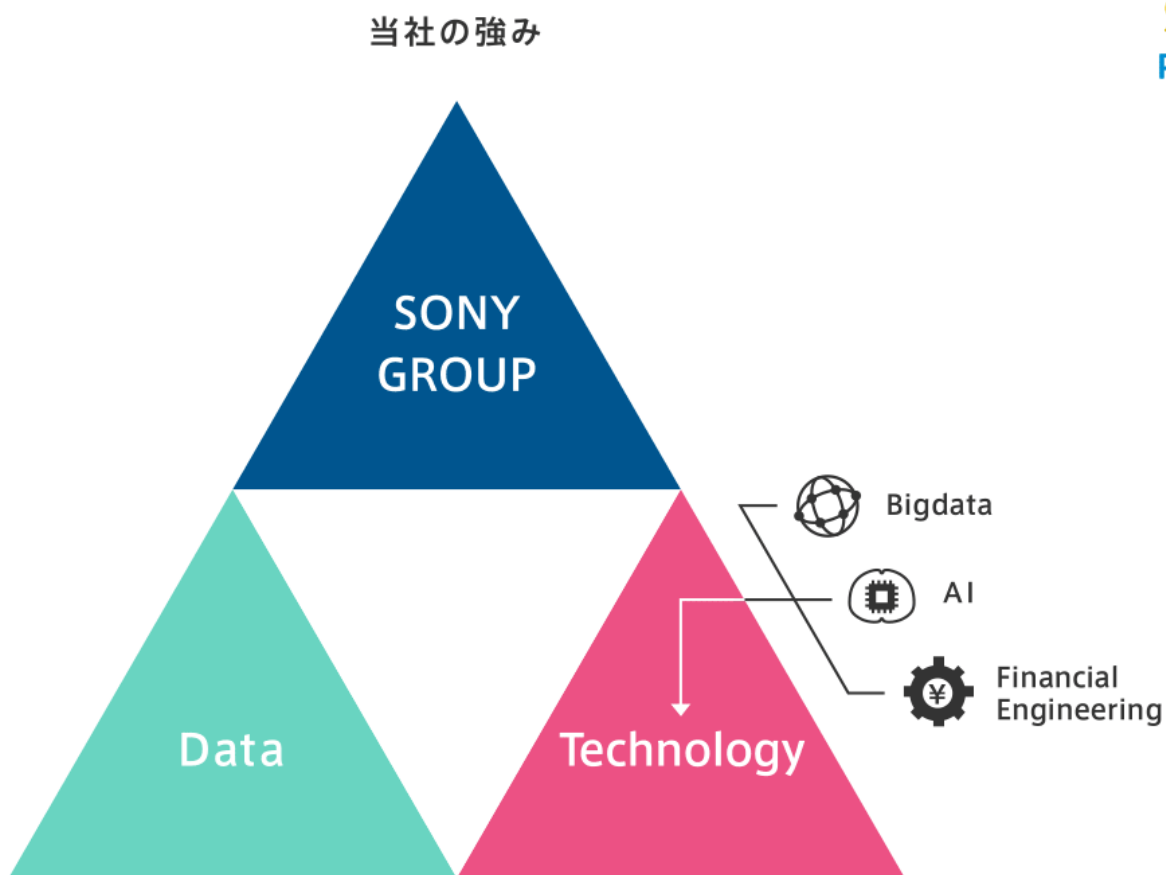 当社の強み
SONY
GROUP
Bigdata
AI
Financial
Engineering
Data
Technology
¥